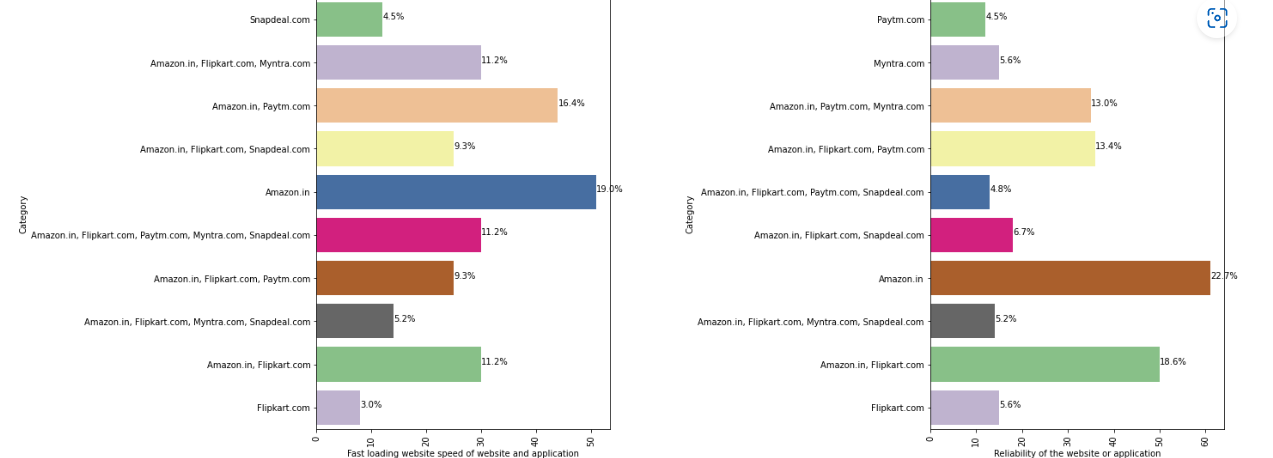 Category
Snapdeal.com 4.5%
Amazon.in, Flipkart.com, Myntra.com 11.2%
Amazon.in, Paytm.com 16.4%
Amazon.in, Flipkart.com, Snapdeal.com 9.3%
Amazon.in 19.0%
Amazon.in, Flipkart.com, Paytm.com, Myntra.com, Snapdeal.com 11.2%
Amazon.in, Flipkart.com, Paytm.com 9.3%
Amazon.in, Flipkart.com, Myntra.com, Snapdeal.com 5.2%
Amazon.in, Flipkart.com 11.2%
Flipkart.com 3.0%
0 10 20 30 40 50
Fast loading website speed of website and application
Category
Paytm.com 4.5%
Myntra.com 5.6%
Amazon.in, Paytm.com, Myntra.com 13.0%
Amazon.in, Flipkart.com, Paytm.com 13.4%
Amazon.in, Flipkart.com, Paytm.com, Snapdeal.com 4.8%
Amazon.in, Flipkart.com, Snapdeal.com 6.7%
Amazon.in 22.7%
Amazon.in, Flipkart.com, Myntra.com, Snapdeal.com 5.2%
Amazon.in, Flipkart.com 18.6%
Flipkart.com 5.6%
0 10 20 30 40 50 60
Reliability of the website or application